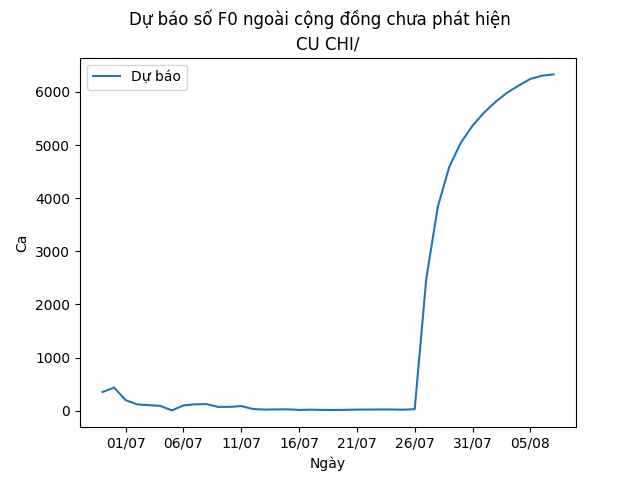 Dự báo số F0 ngoài cộng đồng chưa phát hiện
CU CHI/
Dự báo
6000
5000
4000
3000
2000
1000
0
Ca
01/07 06/07 11/07 16/07 21/07 26/07 31/07 05/08
Ngày